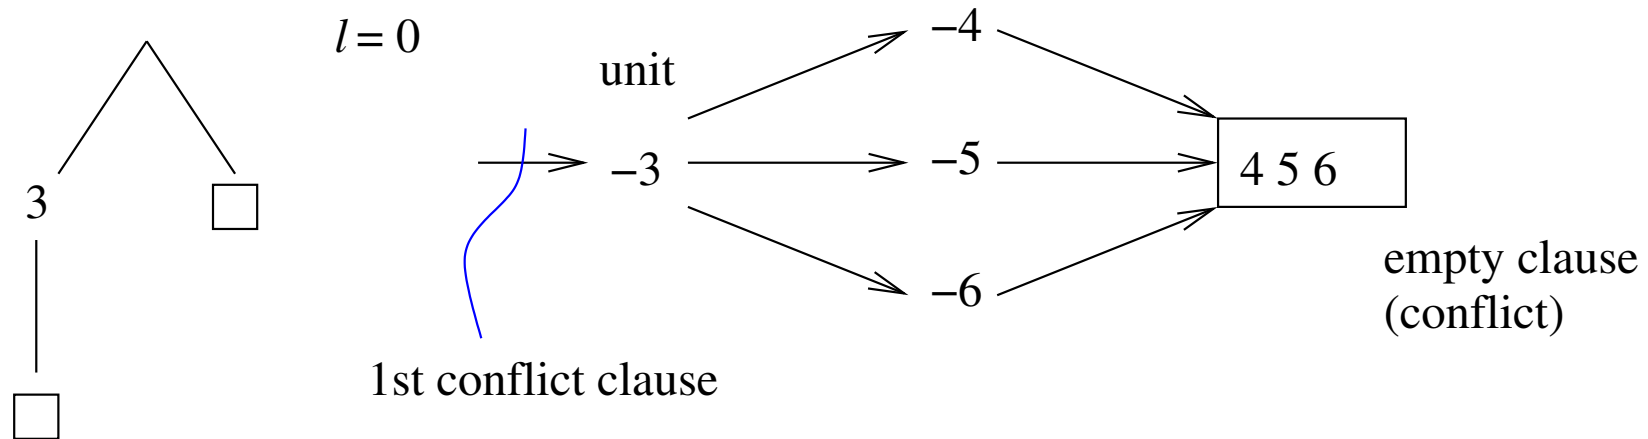 l = 0
unit
3
−3
−4
−5
−6
4 5 6
empty clause
(conflict)
1st conflict clause